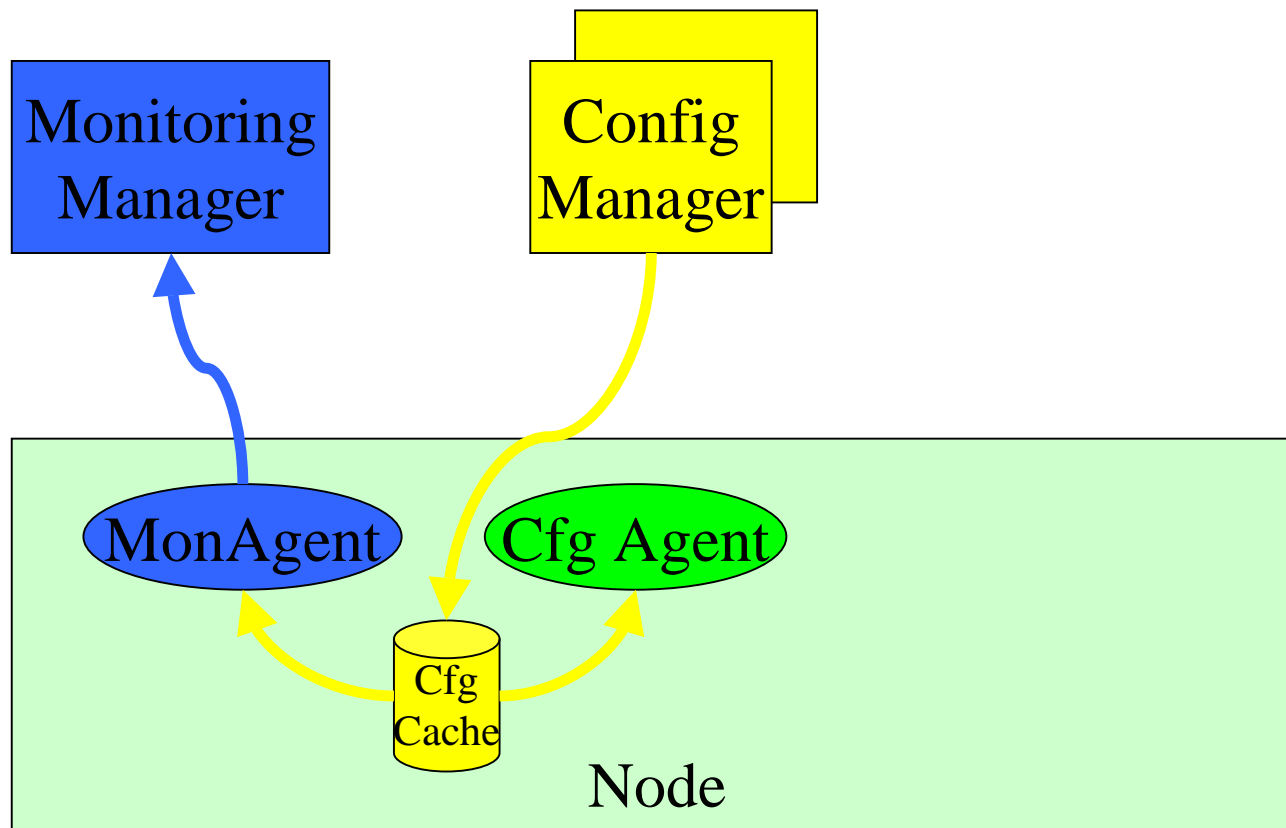 Monitoring
Manager
Config
Manager
MonAgent
Cfg Agent
Cfg
Cache
Node